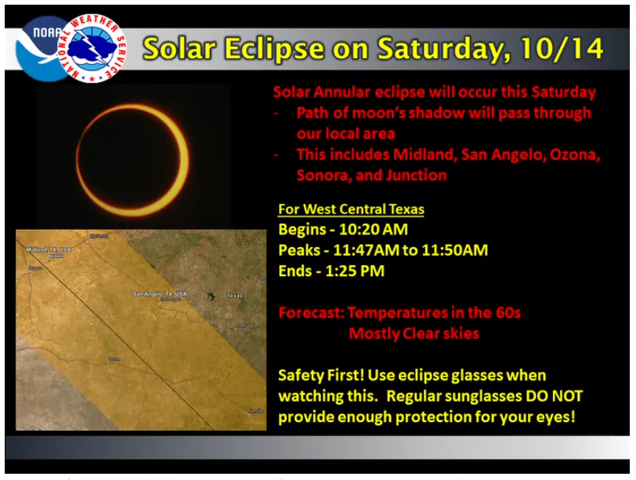 NOAA
NATIONAL WEATHER SERVICE
Solar Eclipse on Saturday, 10/14
Solar Annular eclipse will occur this Saturday
- Path of moon's shadow will pass through
our local area
- This includes Midland, San Angelo, Ozona,
Sonora, and Junction
For West Central Texas
Begins - 10:20 AM
Peaks - 11:47AM to 11:50AM
Ends - 1:25 PM
Forecast: Temperatures in the 60s
Mostly Clear skies
Safety First! Use eclipse glasses when
watching this. Regular sunglasses DO NOT
provide enough protection for your eyes!
Midland, TX, USA
San Angelo, TX, USA
Texas